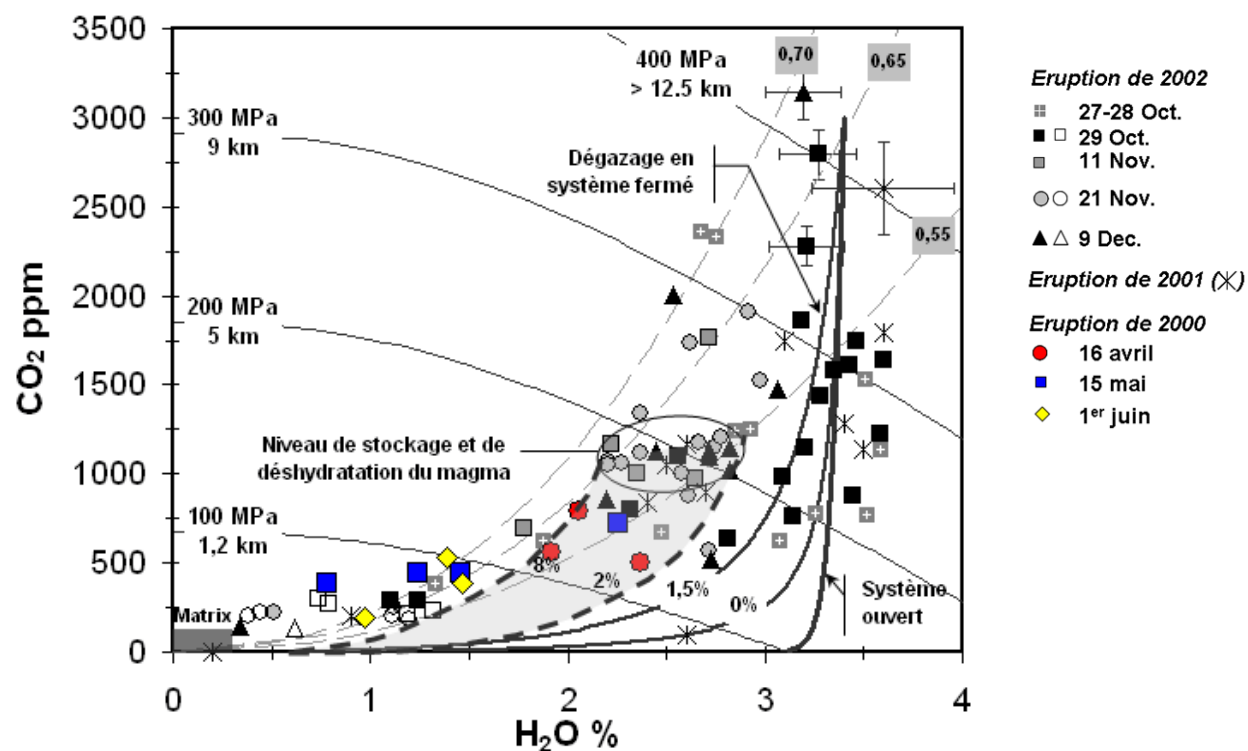 3500
3000
2500
2000
1500
1000
500
0
CO₂ ppm
0
1
2
3
4
H₂O %
400 MPa
> 12.5 km
300 MPa
9 km
200 MPa
5 km
100 MPa
1,2 km
0,70
0,65
0,55
Dégazage en
système fermé
Niveau de stockage et de
déshydratation du magma
8%
2%
1,5%
0%
Système
ouvert
Matrix
Eruption de 2002
27-28 Oct.
29 Oct.
11 Nov.
21 Nov.
9 Dec.
Eruption de 2001 ( )
Eruption de 2000
16 avril
15 mai
1er juin